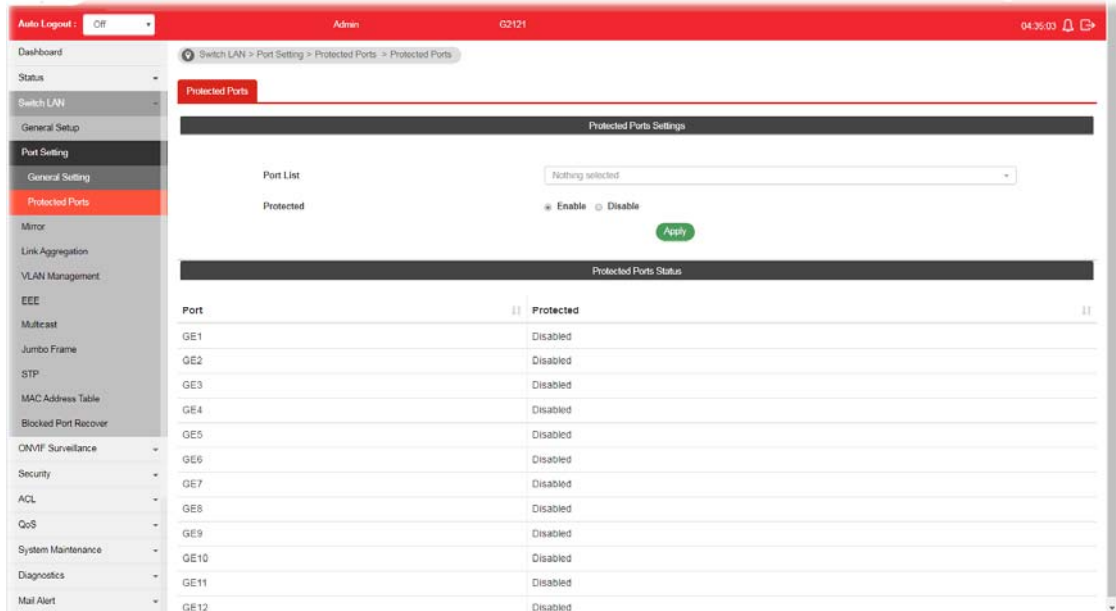 Auto Logout : Off Admin G2121 04:35:03
Dashboard
Status
Switch LAN
General Setup
Port Setting
General Setting
Protected Ports
Mirror
Link Aggregation
VLAN Management
EEE
Multicast
Jumbo Frame
STP
MAC Address Table
Blocked Port Recover
ONVIF Surveillance
Security
ACL
QoS
System Maintenance
Diagnostics
Mail Alert
Switch LAN > Port Setting > Protected Ports > Protected Ports
Protected Ports
Protected Ports Settings
Port List Nothing selected
Protected Enable Disable
Apply
Protected Ports Status
Port Protected
GE1 Disabled
GE2 Disabled
GE3 Disabled
GE4 Disabled
GE5 Disabled
GE6 Disabled
GE7 Disabled
GE8 Disabled
GE9 Disabled
GE10 Disabled
GE11 Disabled
GE12 Disabled